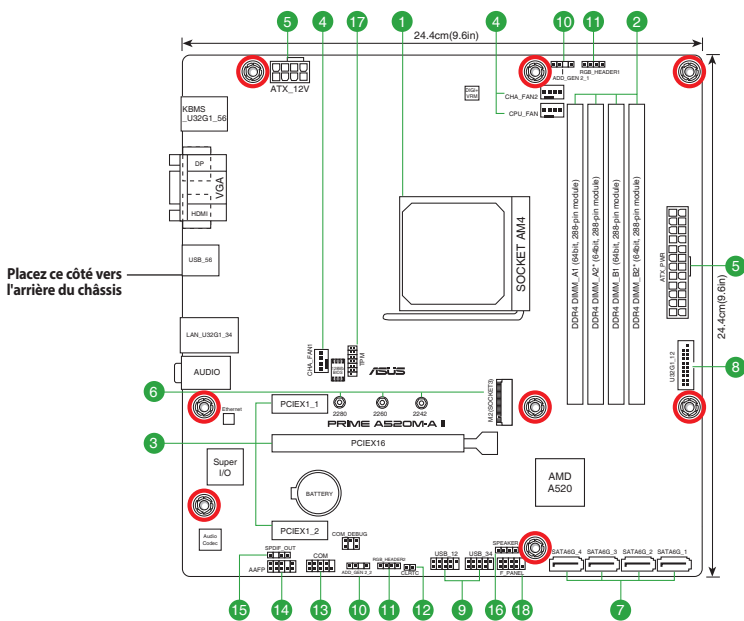 5
4
17
1
4
10
11
2
24.4cm(9.6in)
ATX_12V
ADD_GEN 2_1
RGB_HEADER1
DIGI+
VRM
CHA_FAN2
CPU_FAN
KBMS
_U32G1_56
DP
VGA
HDMI
USB_56
Placez ce côté vers
l'arrière du châssis
LAN_U32G1_34
AUDIO
SOCKET AM4
DDR4 DIMM_A1 (64bit, 288-pin module)
DDR4 DIMM_A2* (64bit, 288-pin module)
DDR4 DIMM_B1 (64bit, 288-pin module)
DDR4 DIMM_B2* (64bit, 288-pin module)
ATX_PWR
5
24.4cm(9.6in)
U32G1_12
8
CHA_FAN1
BIOS
TPM
ASUS
6
Ethernet
PCIEX1_1
2280
2260
2242
M.2(SOCKET3)
PRIME A520M-A II
3
PCIEX16
Super
I/O
BATTERY
AMD
A520
Audio
Codec
PCIEX1_2
COM_DEBUG
SPDIF_OUT
AAFP
COM
ADD_GEN 2_2
RGB_HEADER2
CLRTC
USB_12
USB_34
SPEAKER
F_PANEL
SATA6G_4
SATA6G_3
SATA6G_2
SATA6G_1
15
14
13
10
11
12
9
16
18
7